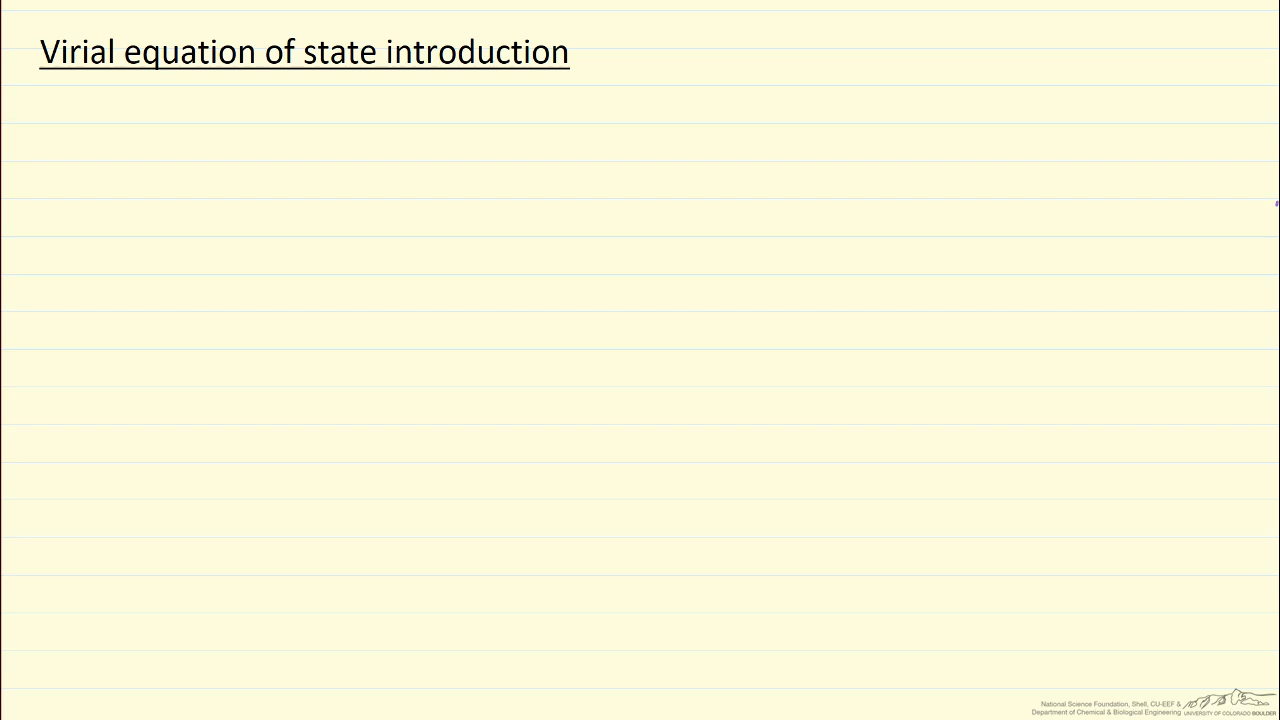 Virial equation of state introduction
National Science Foundation, Shell, CU-EEF &
Department of Chemical & Biological Engineering
UNIVERSITY OF COLORADO BOULDER